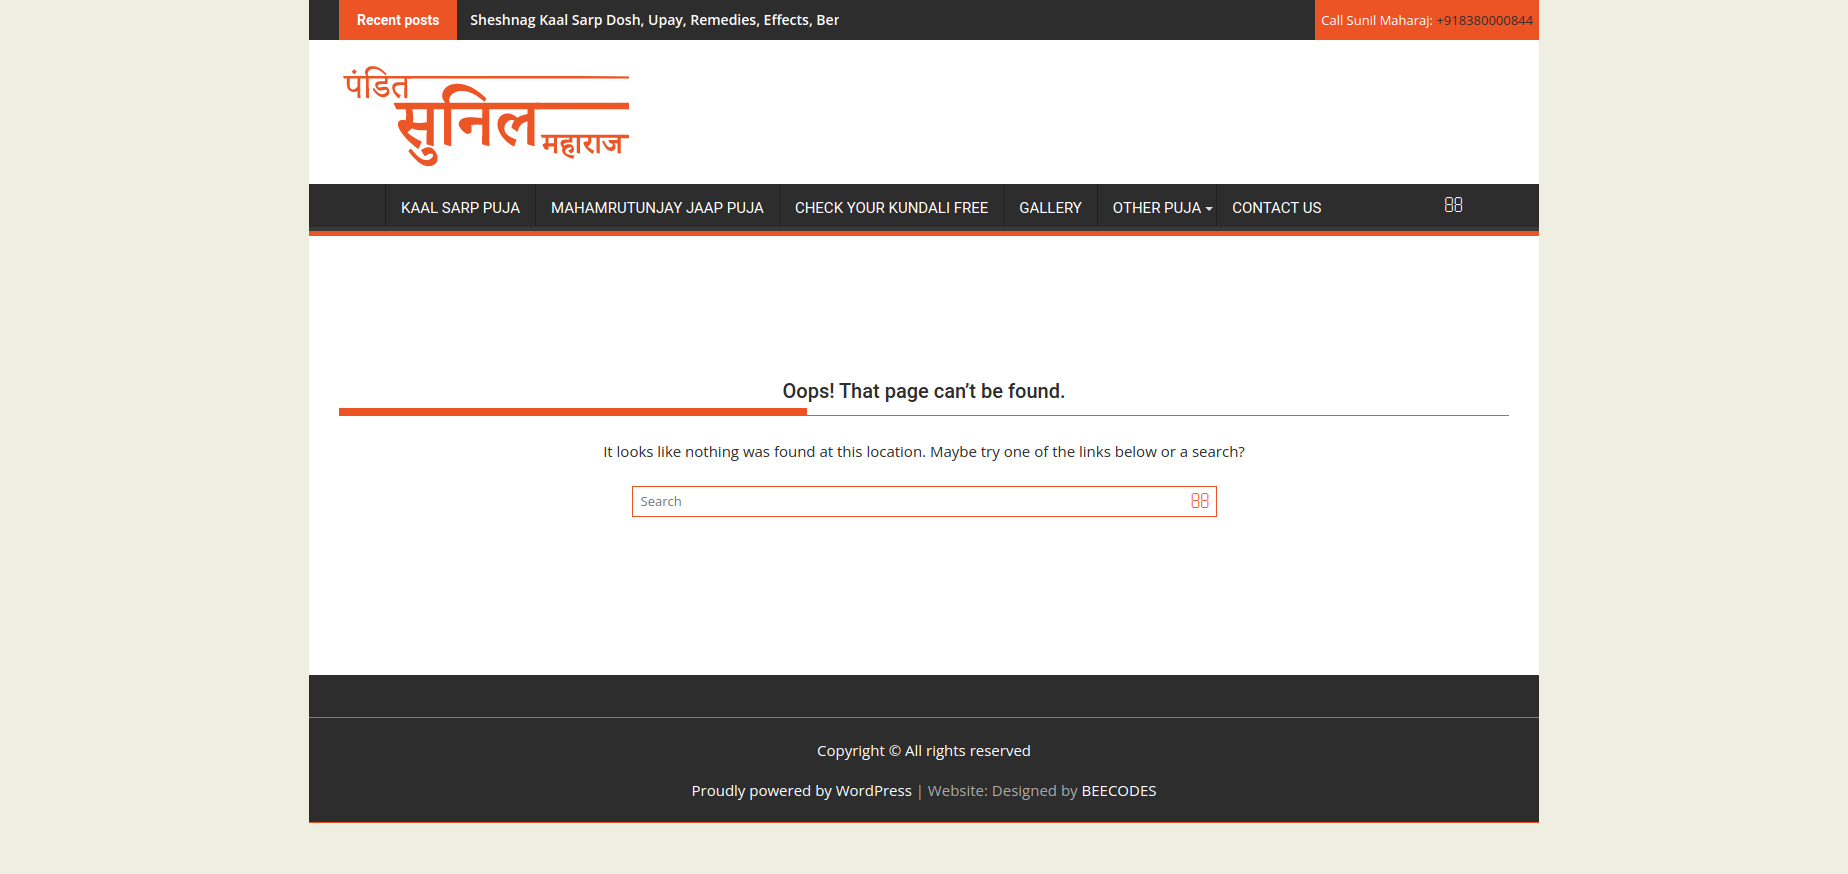 Recent posts
Sheshnag Kaal Sarp Dosh, Upay, Remedies, Effects, Ber
Call Sunil Maharaj: +918380000844
पंडित
सुनिल
महाराज
KAAL SARP PUJA
MAHAMRUTUNJAY JAAP PUJA
CHECK YOUR KUNDALI FREE
GALLERY
OTHER PUJA
CONTACT US
Oops! That page can’t be found.
It looks like nothing was found at this location. Maybe try one of the links below or a search?
Search
Copyright © All rights reserved
Proudly powered by WordPress | Website: Designed by BEECODES